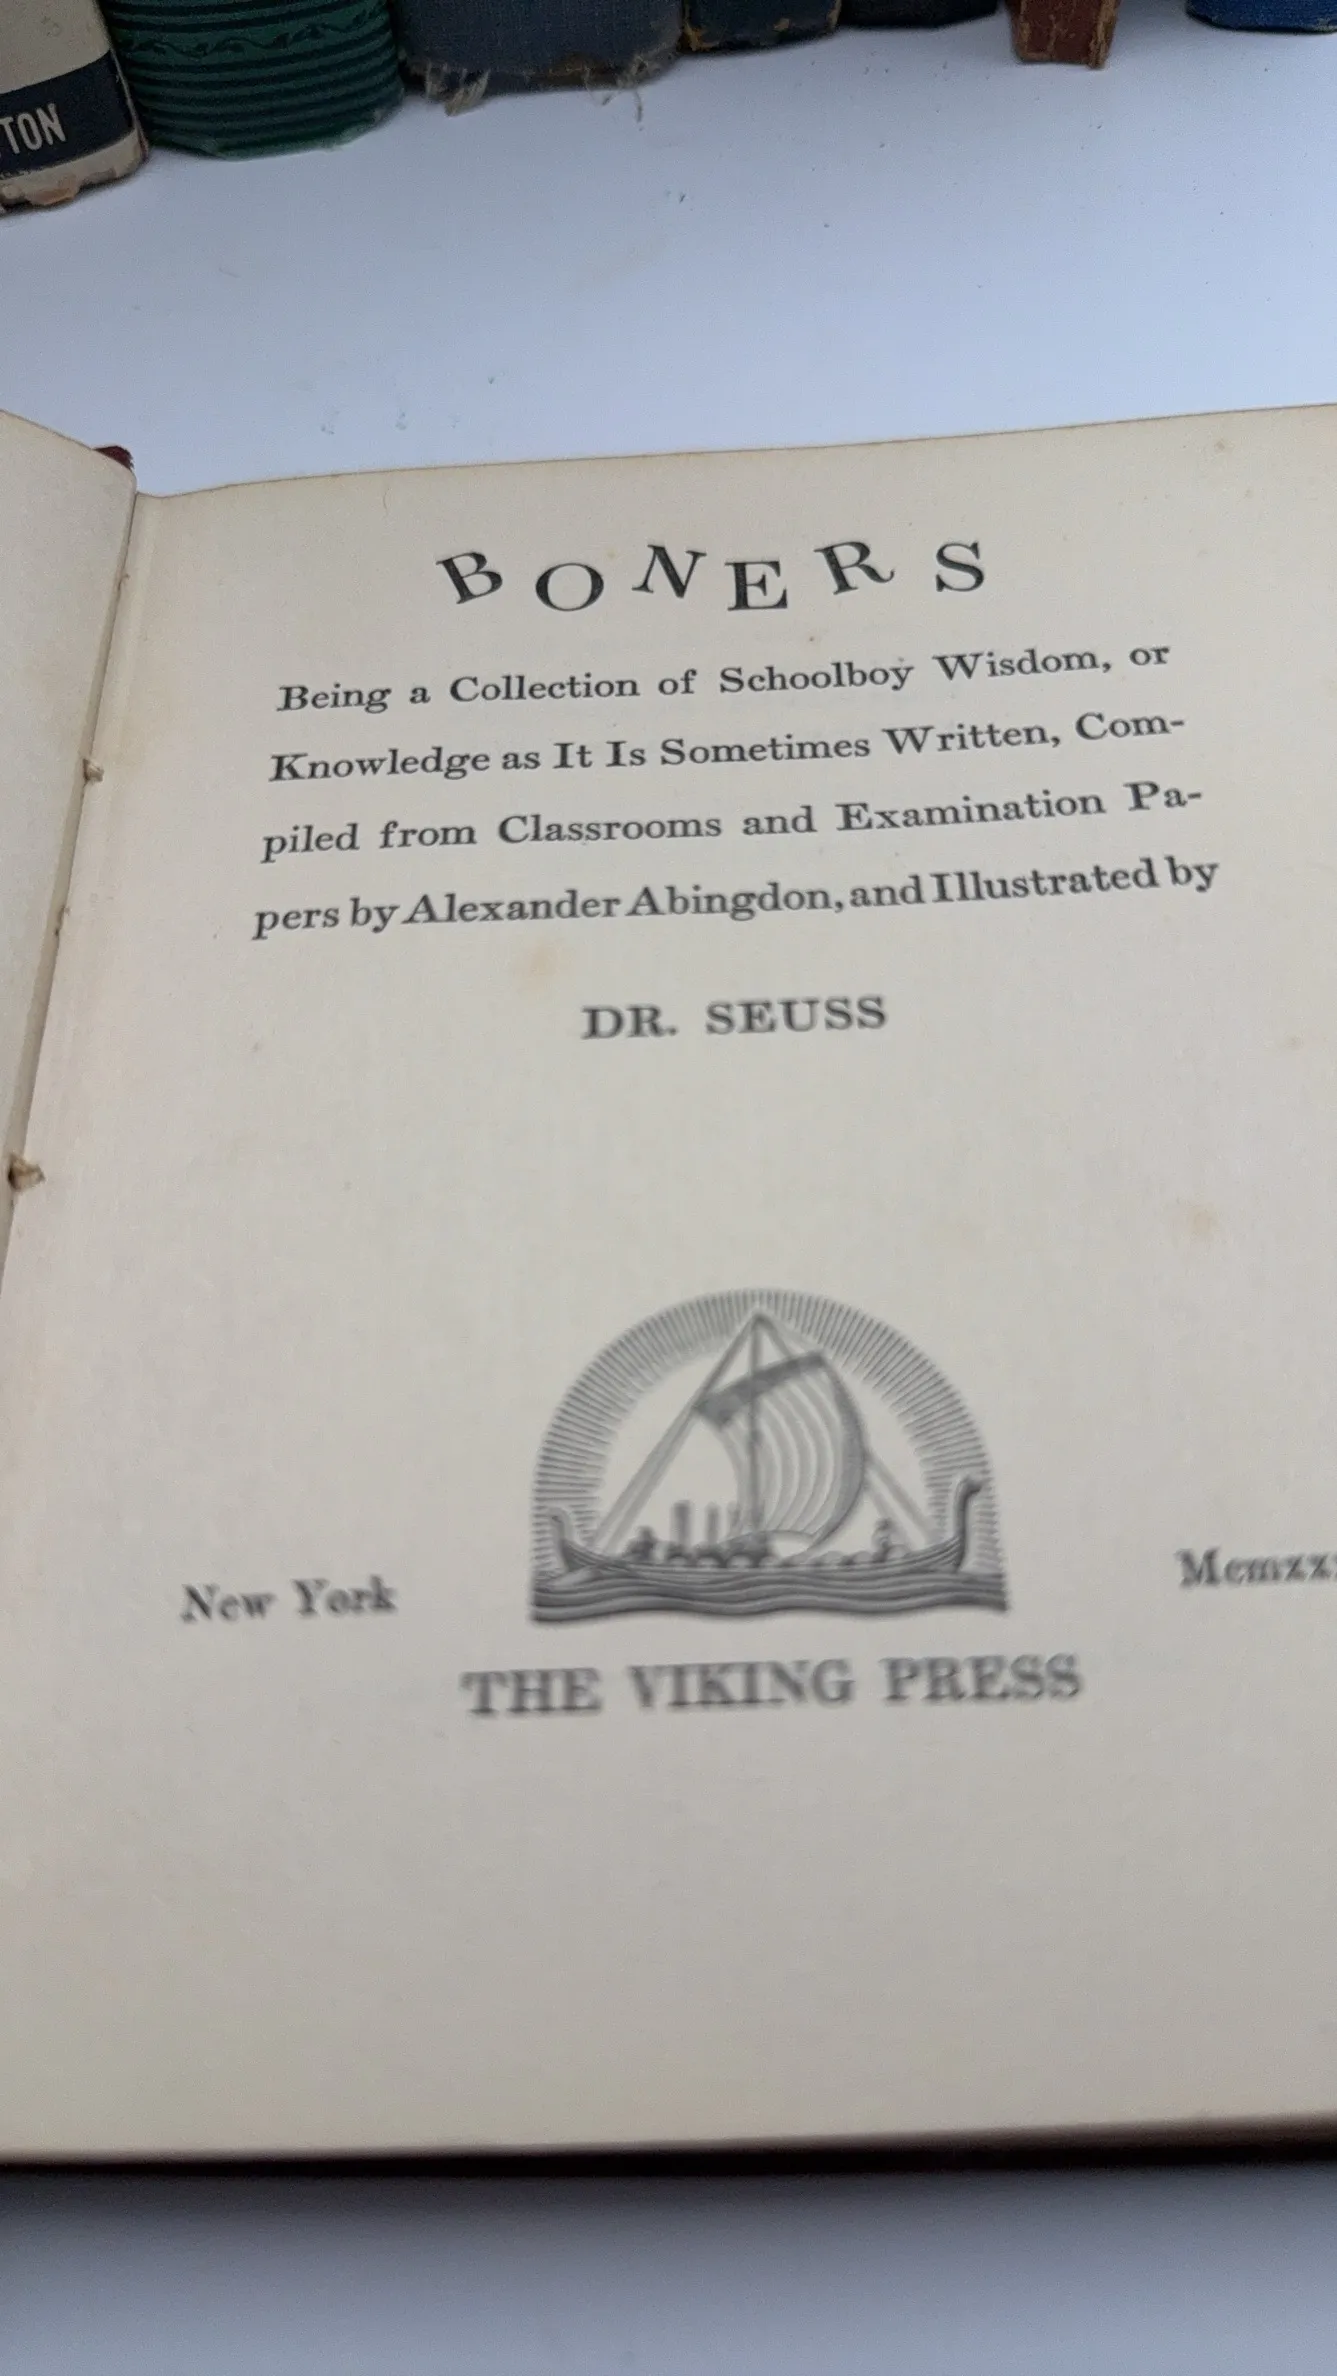 TON
BONERS
Being a Collection of Schoolboy Wisdom, or
Knowledge as It Is Sometimes Written, Com-
piled from Classrooms and Examination Pa-
pers by Alexander Abingdon, and Illustrated by
DR. SEUSS
New York
THE VIKING PRESS